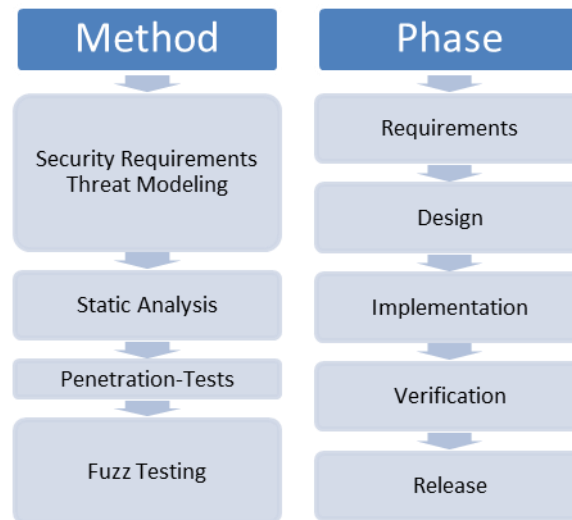 Method
Security Requirements
Threat Modeling
Static Analysis
Penetration-Tests
Fuzz Testing
Phase
Requirements
Design
Implementation
Verification
Release